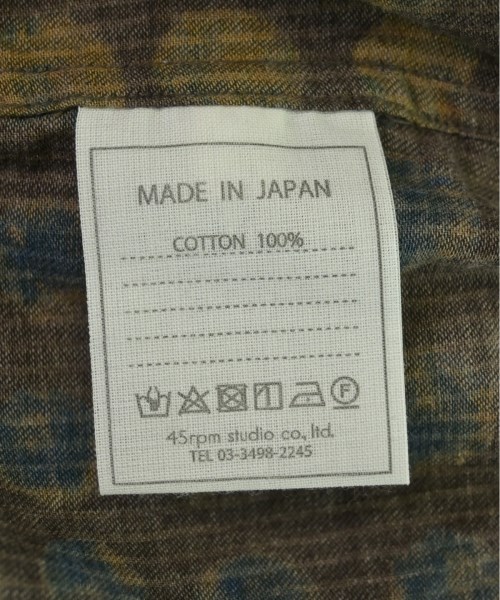 MADE IN JAPAN
COTTON 100%
F
45rpm studio co., ltd.
TEL 03-3498-2245